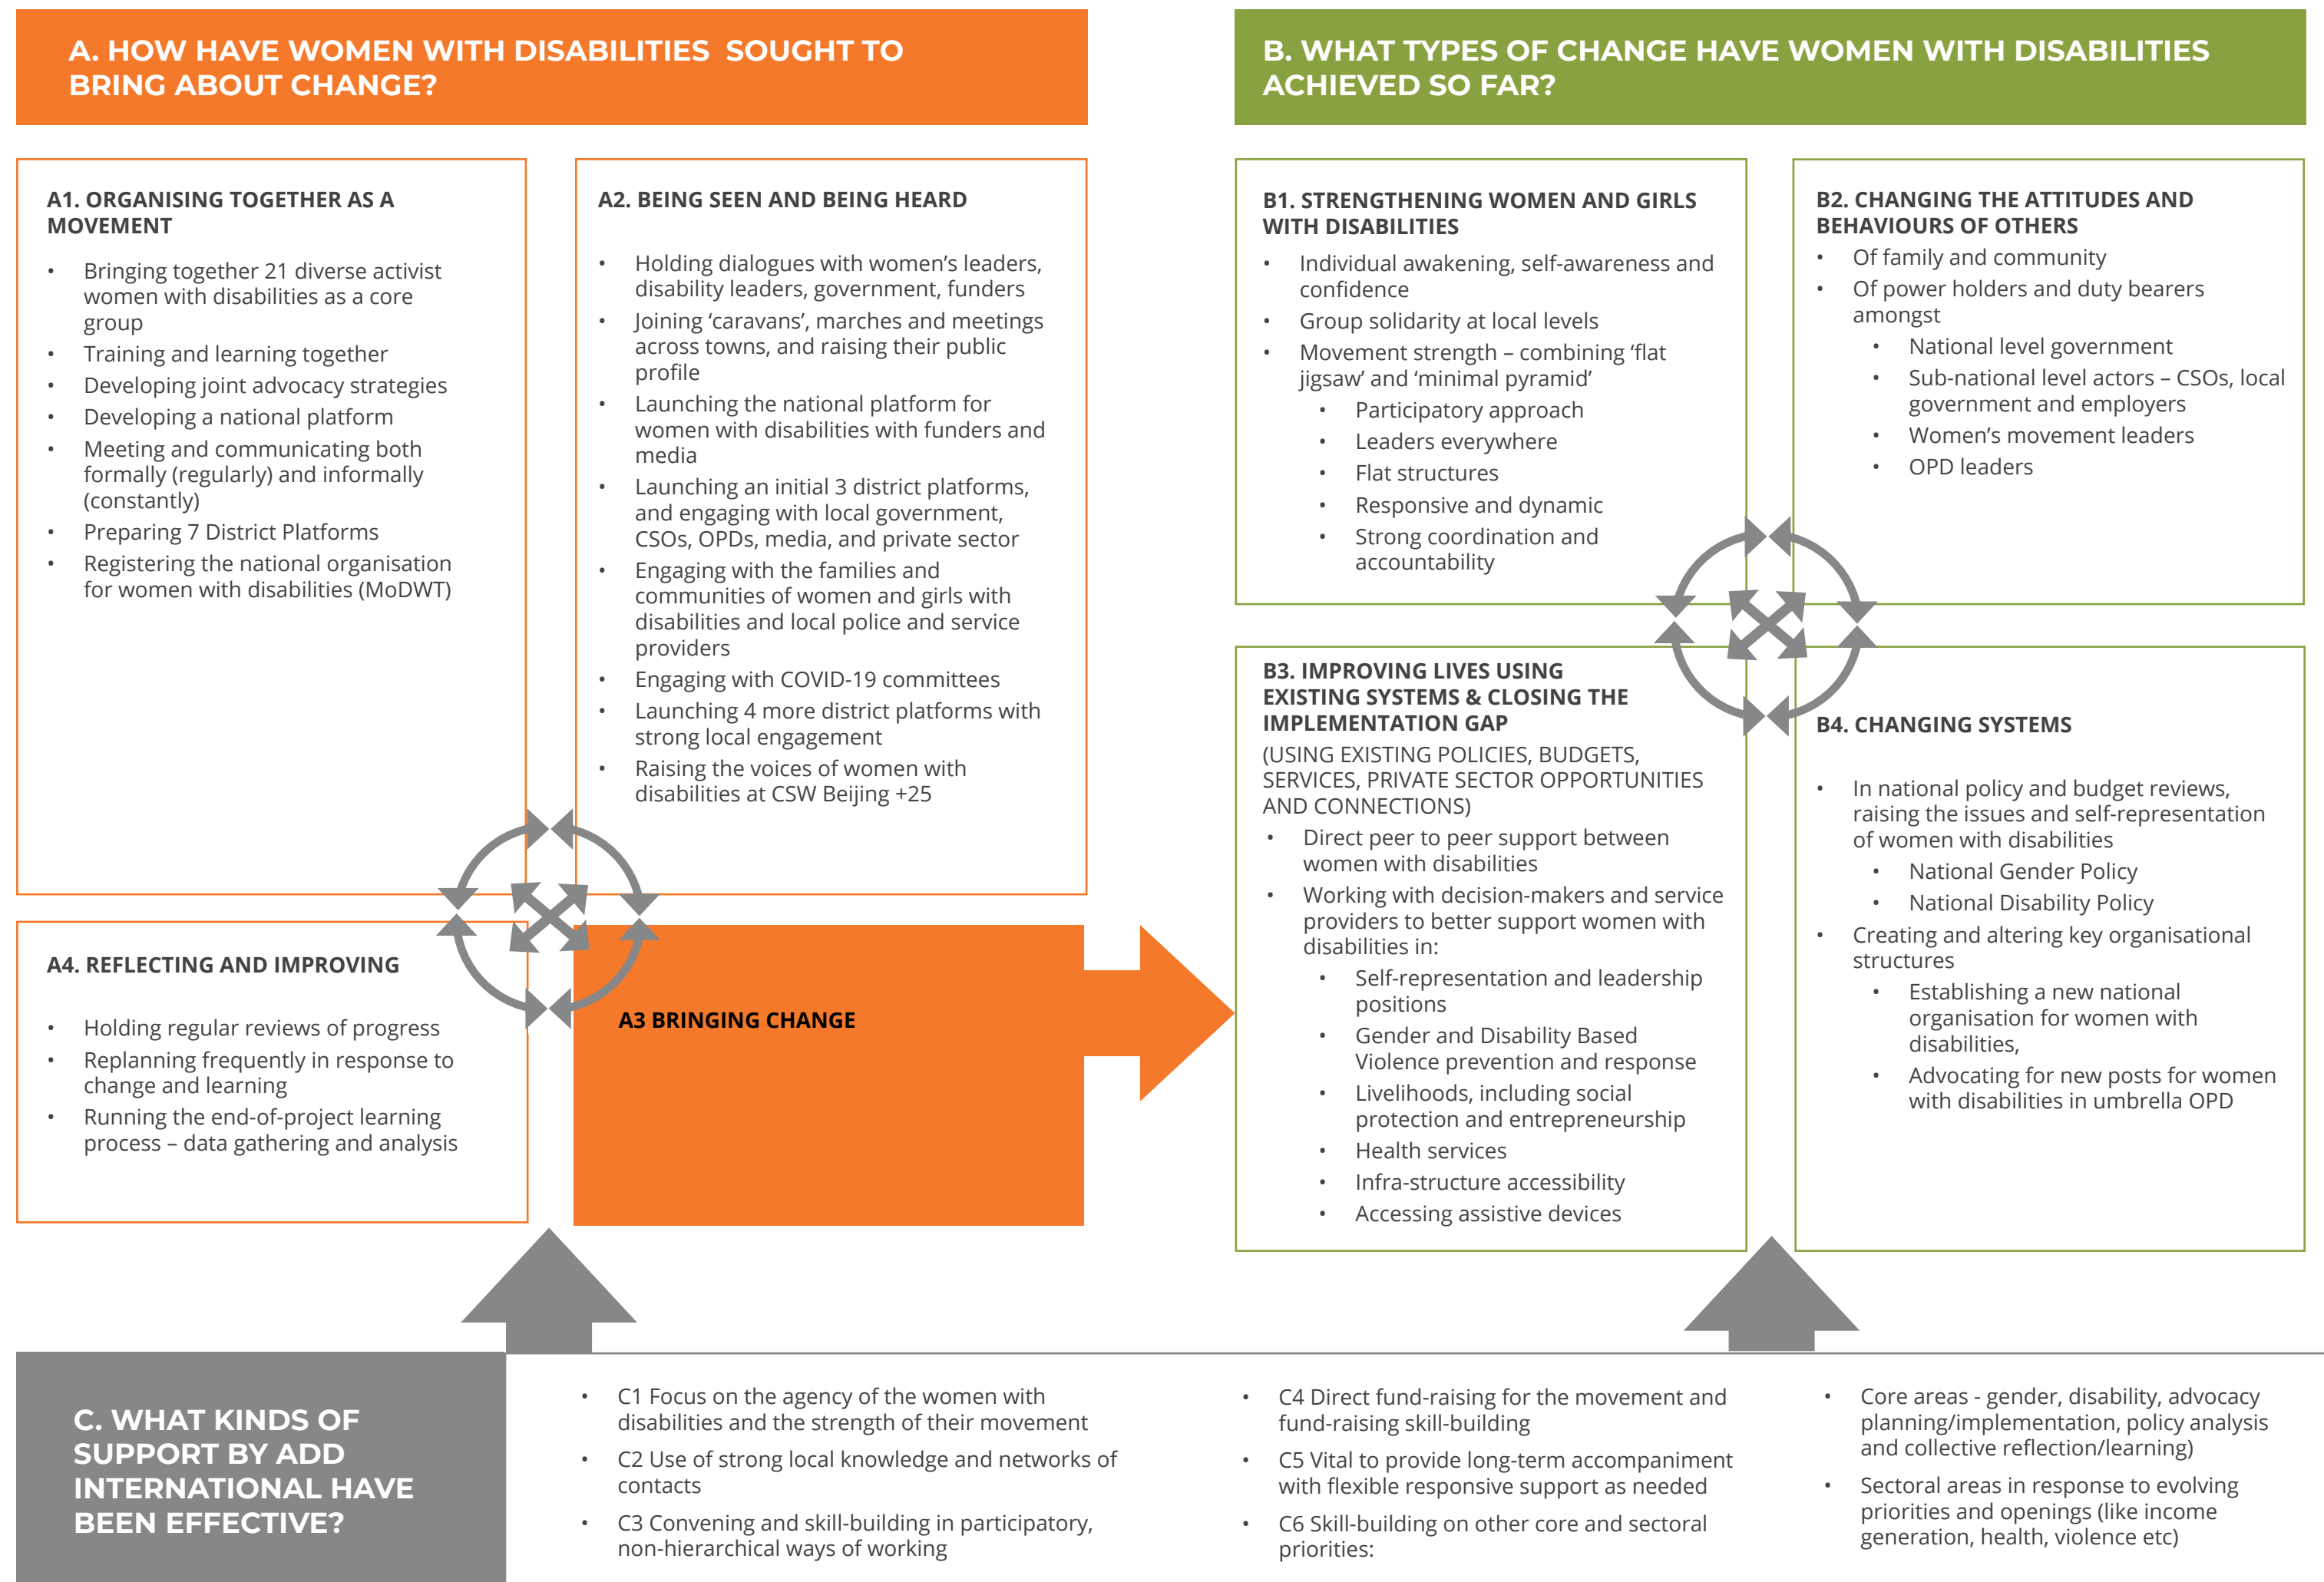 A. HOW HAVE WOMEN WITH DISABILITIES SOUGHT TO
BRING ABOUT CHANGE?
A1. ORGANISING TOGETHER AS A
MOVEMENT
• Bringing together 21 diverse activist
women with disabilities as a core
group
• Training and learning together
• Developing joint advocacy strategies
• Developing a national platform
• Meeting and communicating both
formally (regularly) and informally
(constantly)
• Preparing 7 District Platforms
• Registering the national organisation
for women with disabilities (MoDWT)
A2. BEING SEEN AND BEING HEARD
• Holding dialogues with women’s leaders,
disability leaders, government, funders
• Joining ‘caravans’, marches and meetings
across towns, and raising their public
profile
• Launching the national platform for
women with disabilities with funders and
media
• Launching an initial 3 district platforms,
and engaging with local government,
CSOs, OPDs, media, and private sector
• Engaging with the families and
communities of women and girls with
disabilities and local police and service
providers
• Engaging with COVID-19 committees
• Launching 4 more district platforms with
strong local engagement
• Raising the voices of women with
disabilities at CSW Beijing +25
A4. REFLECTING AND IMPROVING
• Holding regular reviews of progress
• Replanning frequently in response to
change and learning
• Running the end-of-project learning
process – data gathering and analysis
A3 BRINGING CHANGE
B. WHAT TYPES OF CHANGE HAVE WOMEN WITH DISABILITIES
ACHIEVED SO FAR?
B1. STRENGTHENING WOMEN AND GIRLS
WITH DISABILITIES
• Individual awakening, self-awareness and
confidence
• Group solidarity at local levels
• Movement strength – combining ‘flat
jigsaw’ and ‘minimal pyramid’
• Participatory approach
• Leaders everywhere
• Flat structures
• Responsive and dynamic
• Strong coordination and
accountability
B2. CHANGING THE ATTITUDES AND
BEHAVIOURS OF OTHERS
• Of family and community
• Of power holders and duty bearers
amongst
• National level government
• Sub-national level actors – CSOs, local
government and employers
• Women’s movement leaders
• OPD leaders
B3. IMPROVING LIVES USING
EXISTING SYSTEMS & CLOSING THE
IMPLEMENTATION GAP
(USING EXISTING POLICIES, BUDGETS,
SERVICES, PRIVATE SECTOR OPPORTUNITIES
AND CONNECTIONS)
• Direct peer to peer support between
women with disabilities
• Working with decision-makers and service
providers to better support women with
disabilities in:
• Self-representation and leadership
positions
• Gender and Disability Based
Violence prevention and response
• Livelihoods, including social
protection and entrepreneurship
• Health services
• Infra-structure accessibility
• Accessing assistive devices
B4. CHANGING SYSTEMS
• In national policy and budget reviews,
raising the issues and self-representation
of women with disabilities
• National Gender Policy
• National Disability Policy
• Creating and altering key organisational
structures
• Establishing a new national
organisation for women with
disabilities,
• Advocating for new posts for women
with disabilities in umbrella OPD
C. WHAT KINDS OF
SUPPORT BY ADD
INTERNATIONAL HAVE
BEEN EFFECTIVE?
• C1 Focus on the agency of the women with
disabilities and the strength of their movement
• C2 Use of strong local knowledge and networks of
contacts
• C3 Convening and skill-building in participatory,
non-hierarchical ways of working
• C4 Direct fund-raising for the movement and
fund-raising skill-building
• C5 Vital to provide long-term accompaniment
with flexible responsive support as needed
• C6 Skill-building on other core and sectoral
priorities:
• Core areas - gender, disability, advocacy
planning/implementation, policy analysis
and collective reflection/learning)
• Sectoral areas in response to evolving
priorities and openings (like income
generation, health, violence etc)